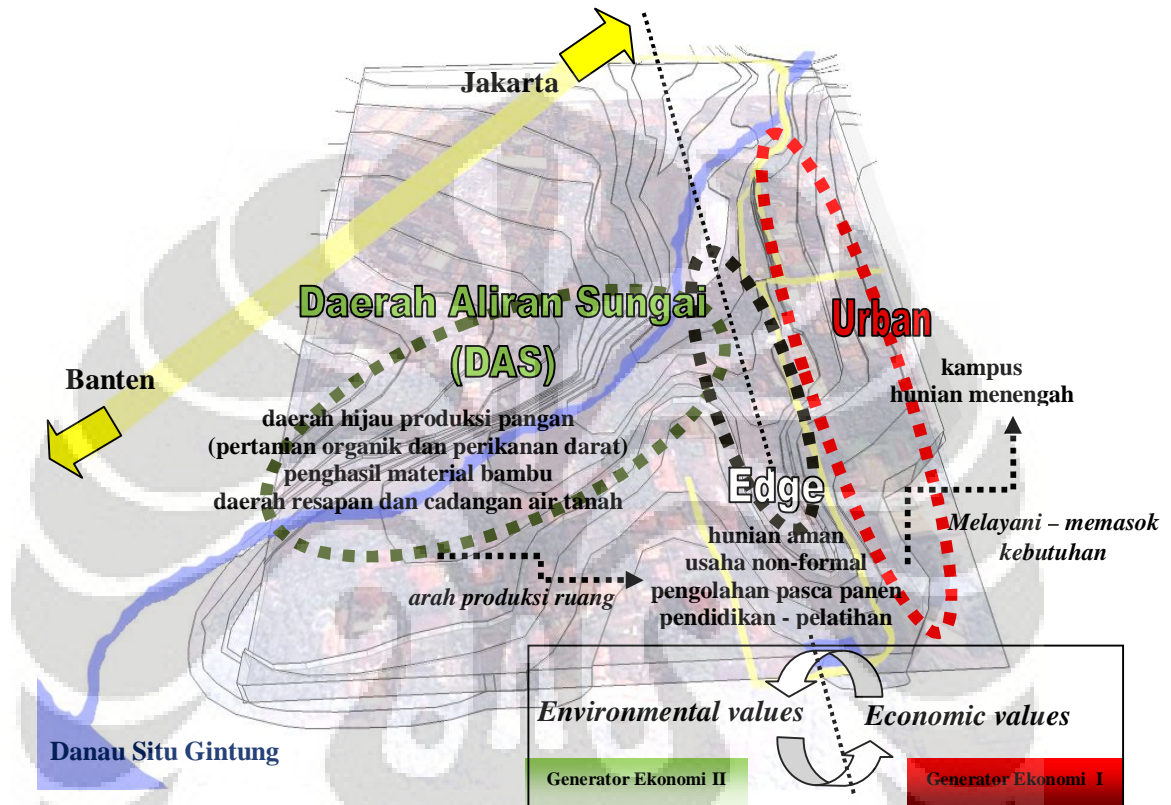 Jakarta
Daerah Aliran Sungai
(DAS)
Urban
Banten
kampus
hunian menengah
daerah hijau produksi pangan
(pertanian organik dan perikanan darat)
penghasil material bambu
daerah resapan dan cadangan air tanah
Edge
Melayani – memasok
kebutuhan
hunian aman
usaha non-formal
pengolahan pasca panen
pendidikan - pelatihan
arah produksi ruang
Environmental values
Economic values
Danau Situ Gintung
Generator Ekonomi II
Generator Ekonomi I